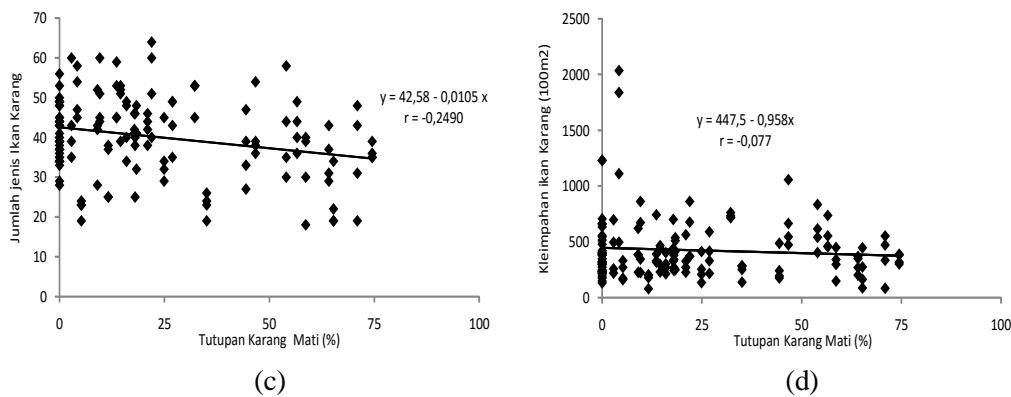 70
60
50
40
30
20
10
0
Jumlah jenis Ikan Karang
y = 42,58 - 0,0105 x
r = -0,2490
0 25 50 75 100
Tutupan Karang Mati (%)
(c)
2500
2000
1500
1000
500
0
Kleimpahan ikan Karang (100m2)
y = 447,5 - 0,958x
r = -0,077
0 25 50 75 100
Tutupan Karang Mati (%)
(d)